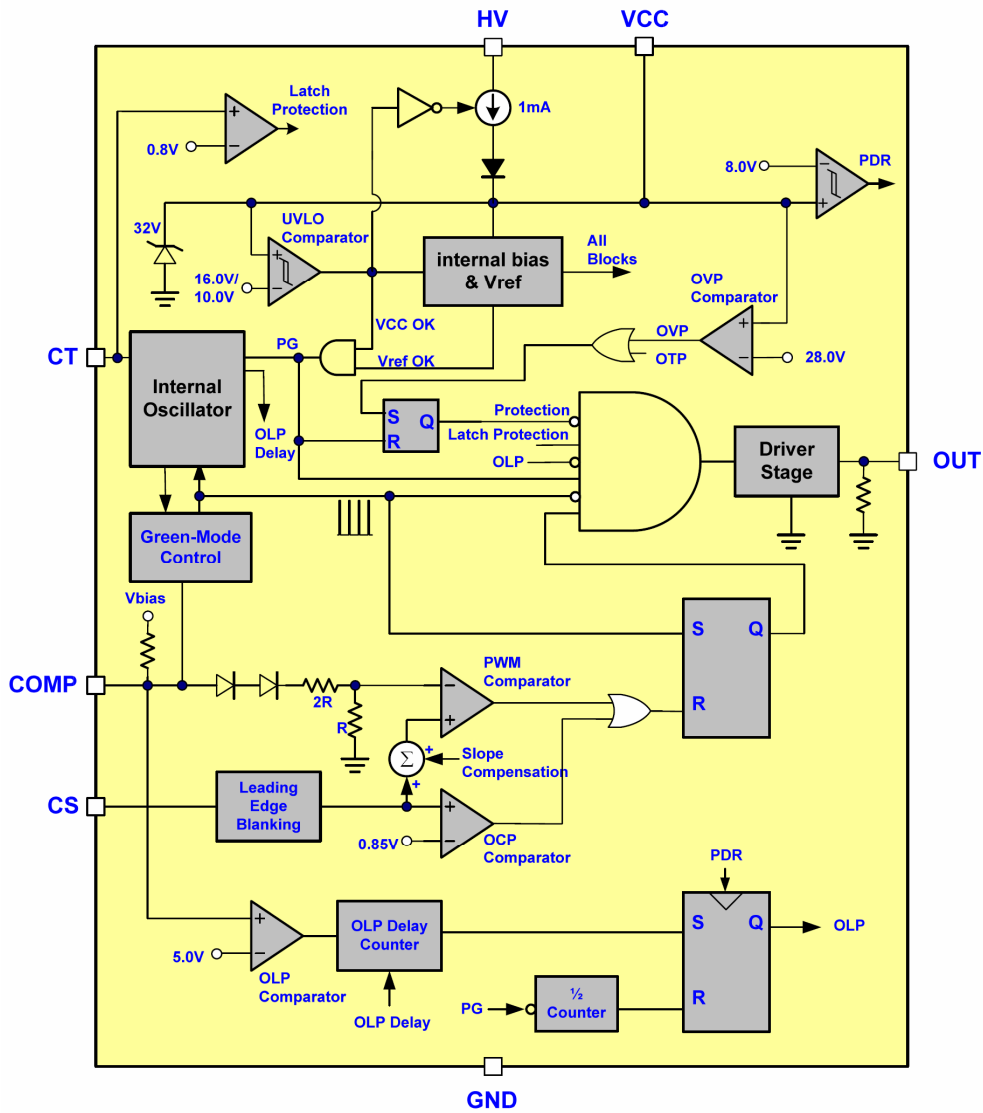 HV
VCC
Latch
Protection
+
−
0.8V
1mA
8.0V
−
+
PDR
32V
UVLO
Comparator
+
−
16.0V/
10.0V
internal bias
& Vref
All
Blocks
OVP
Comparator
+
−
28.0V
OVP
OTP
VCC OK
Vref OK
PG
CT
Internal
Oscillator
OLP
Delay
S
R
Q
Protection
Latch Protection
OLP
Driver
Stage
OUT
Green-Mode
Control
Vbias
COMP
2R
R
−
+
PWM
Comparator
Σ
+
+
Slope
Compensation
S
Q
R
CS
Leading
Edge
Blanking
+
−
0.85V
OCP
Comparator
PDR
S
Q
R
OLP
+
−
5.0V
OLP
Comparator
OLP Delay
Counter
OLP Delay
PG
½
Counter
GND